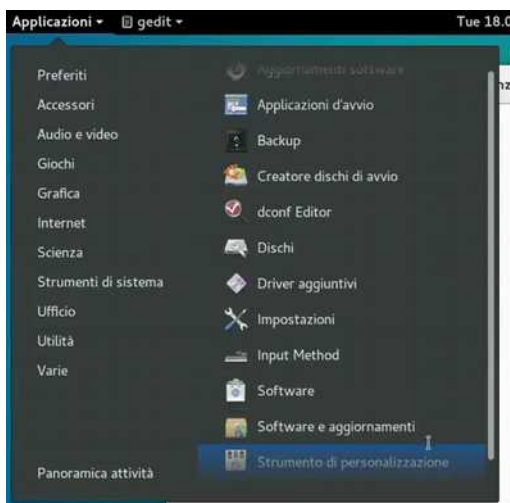 Applicazioni gedit Tue 18.0
Preferiti
Accessori
Audio e video
Giochi
Grafica
Internet
Scienza
Strumenti di sistema
Ufficio
Utilità
Varie
Panoramica attività
Aggiornamenti software
Applicazioni d'avvio
Backup
Creatore dischi di avvio
dconf Editor
Dischi
Driver aggiuntivi
Impostazioni
Input Method
Software
Software e aggiornamenti
Strumento di personalizzazione